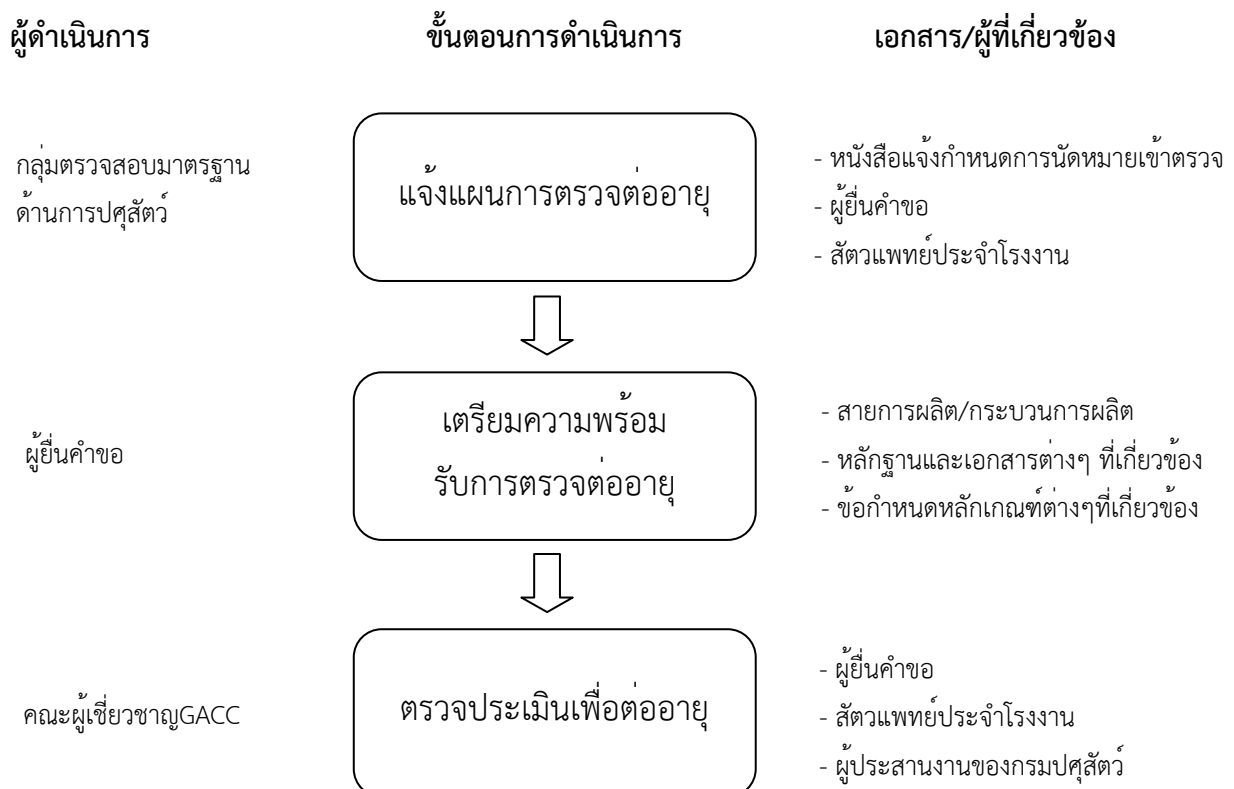 ผู้ดำเนินการ
ขั้นตอนการดำเนินการ
เอกสาร/ผู้ที่เกี่ยวข้อง
กลุ่มตรวจสอบมาตรฐาน
ด้านการปศุสัตว์
แจ้งแผนการตรวจต่ออายุ
- หนังสือแจ้งกำหนดการนัดหมายเข้าตรวจ
- ผู้ยื่นคำขอ
- สัตวแพทย์ประจำโรงงาน
ผู้ยื่นคำขอ
เตรียมความพร้อม
รับการตรวจต่ออายุ
- สายการผลิต/กระบวนการผลิต
- หลักฐานและเอกสารต่างๆ ที่เกี่ยวข้อง
- ข้อกำหนดหลักเกณฑ์ต่างๆที่เกี่ยวข้อง
คณะผู้เชี่ยวชาญGACC
ตรวจประเมินเพื่อต่ออายุ
- ผู้ยื่นคำขอ
- สัตวแพทย์ประจำโรงงาน
- ผู้ประสานงานของกรมปศุสัตว์